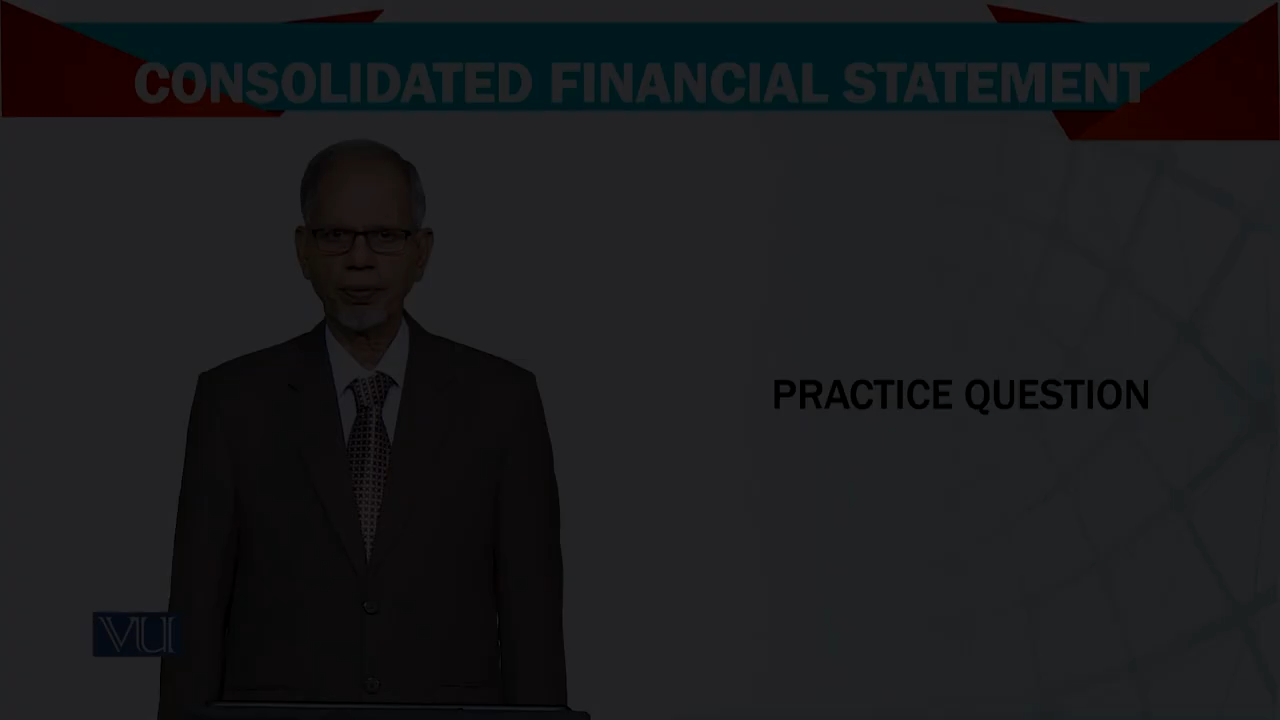 CONSOLIDATED FINANCIAL STATEMENT
PRACTICE QUESTION
VU